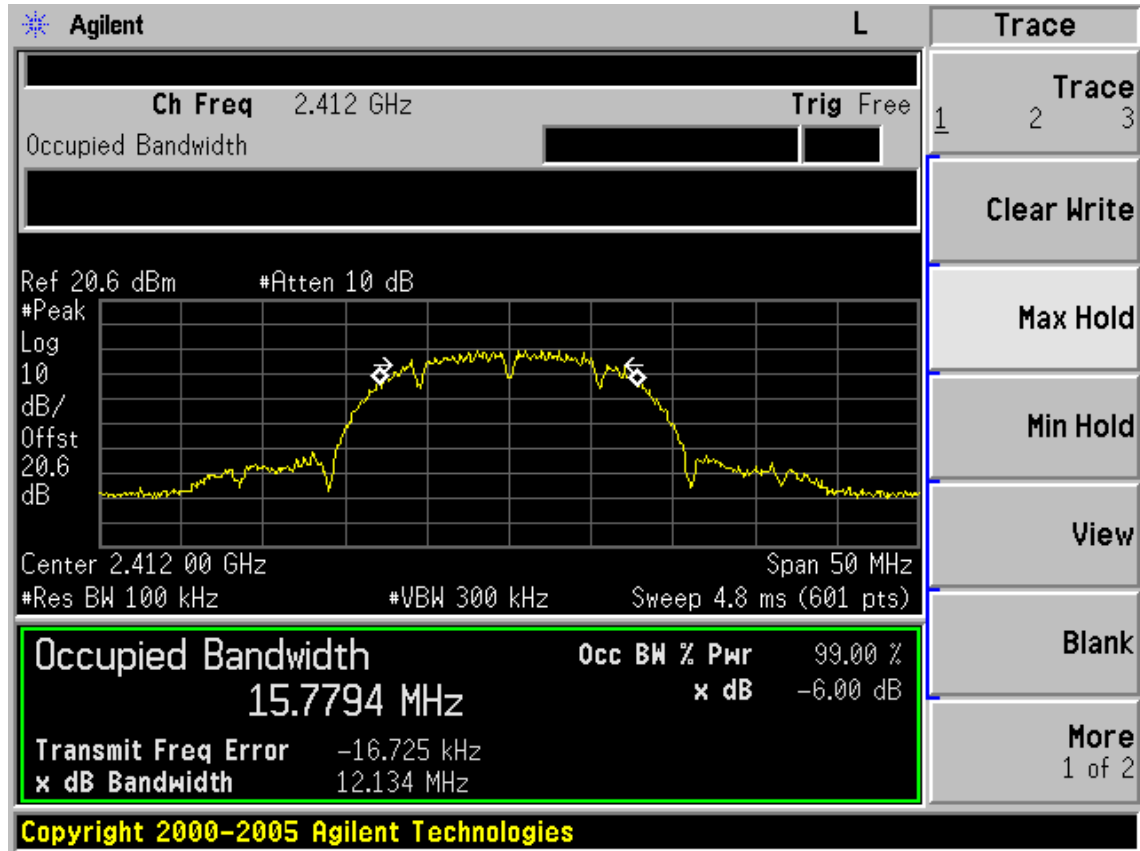 Agilent L
Trace
Ch Freq 2.412 GHz Trig Free
Occupied Bandwidth
Trace
1 2 3
Clear Write
Max Hold
Min Hold
View
Blank
More
1 of 2
Ref 20.6 dBm #Atten 10 dB
#Peak
Log
10
dB/
Offst
20.6
dB
Center 2.412 00 GHz Span 50 MHz
#Res BW 100 kHz #VBW 300 kHz Sweep 4.8 ms (601 pts)
Occupied Bandwidth Occ BW % Pwr 99.00 %
15.7794 MHz x dB -6.00 dB
Transmit Freq Error -16.725 kHz
x dB Bandwidth 12.134 MHz
Copyright 2000-2005 Agilent Technologies